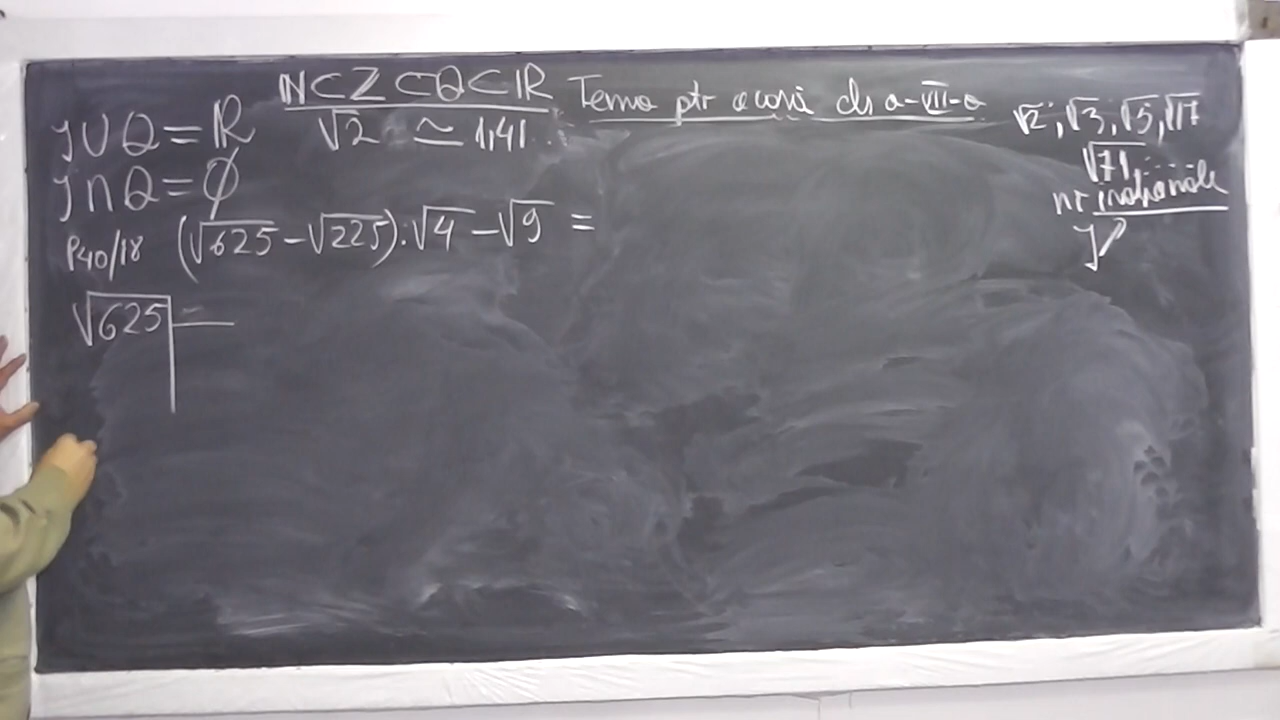 ℕ ⊂ ℤ ⊂ ℚ ⊂ ℝ
Tema ptr acasă cls a-VII-a
J ∪ Q = ℝ
√2 ≃ 1,41...
√2, √3, √5, √17
√71, ....
nr iraționale
J
J ∩ Q = ∅
P40/18 (√625 - √225) · √4 - √9 =
√625